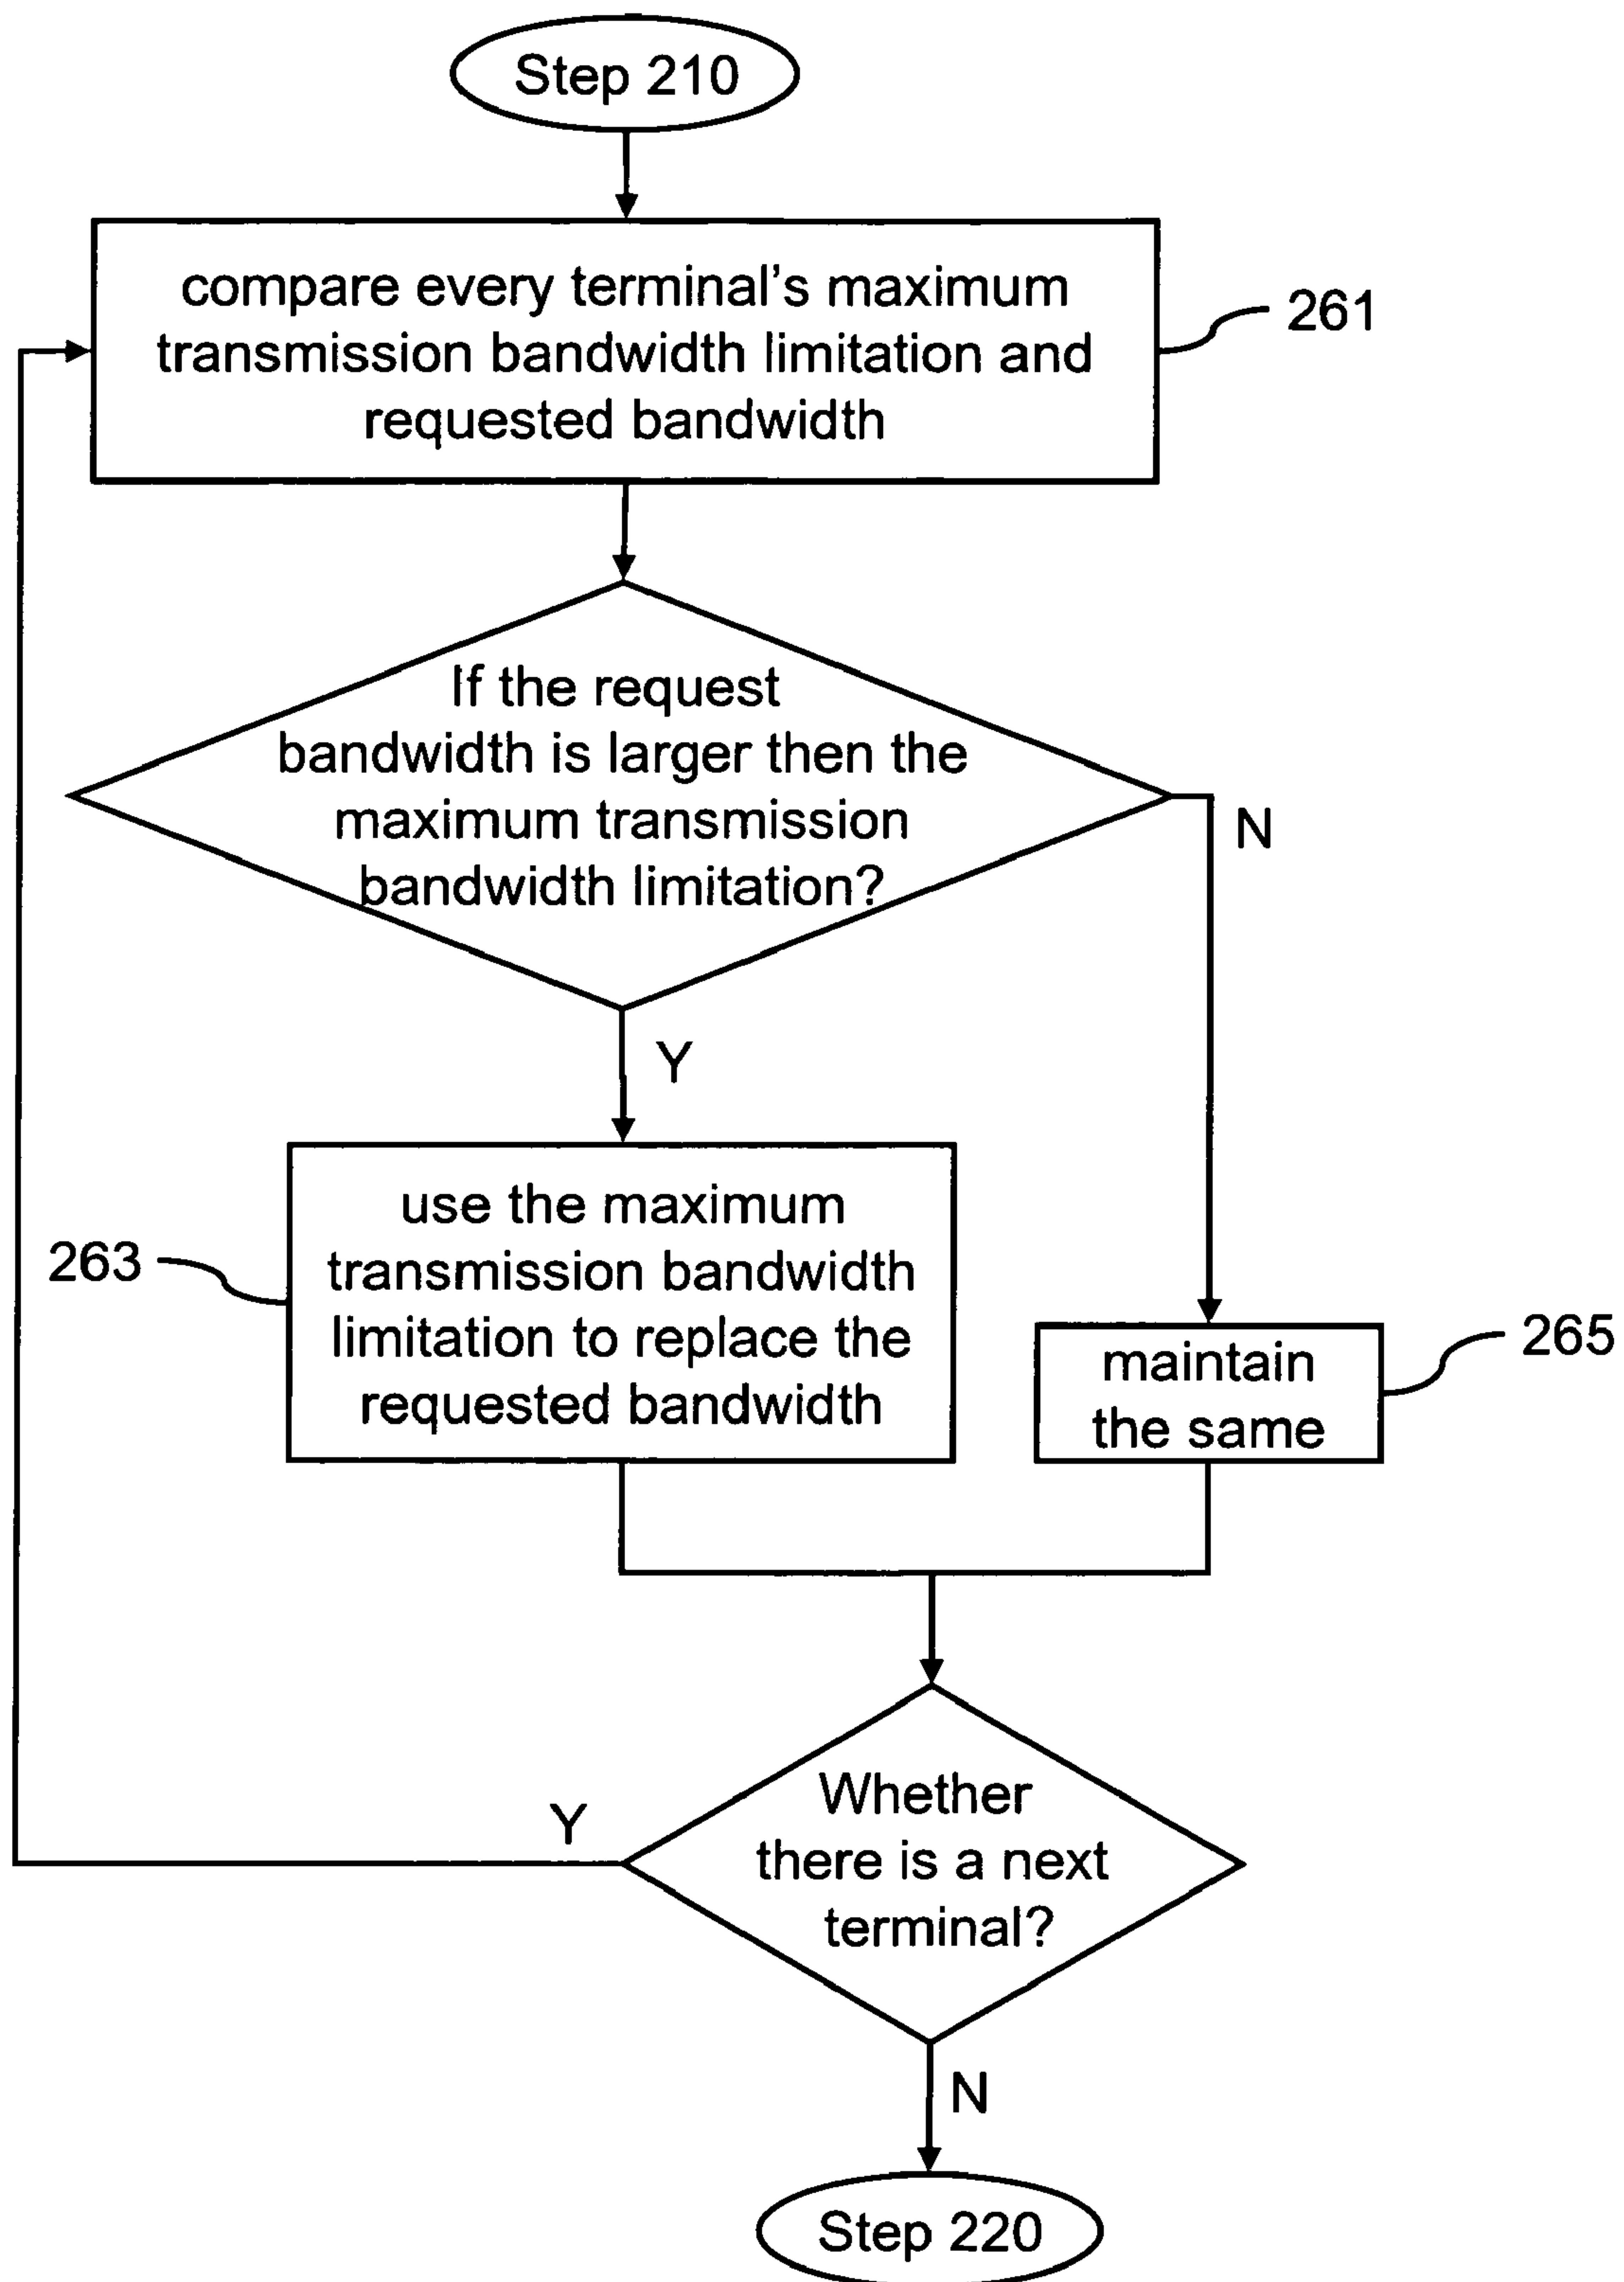 Step 210
compare every terminal's maximum
transmission bandwidth limitation and
requested bandwidth
261
If the request
bandwidth is larger then the
maximum transmission
bandwidth limitation?
N
Y
use the maximum
transmission bandwidth
limitation to replace the
requested bandwidth
263
maintain
the same
265
Whether
there is a next
terminal?
Y
N
Step 220